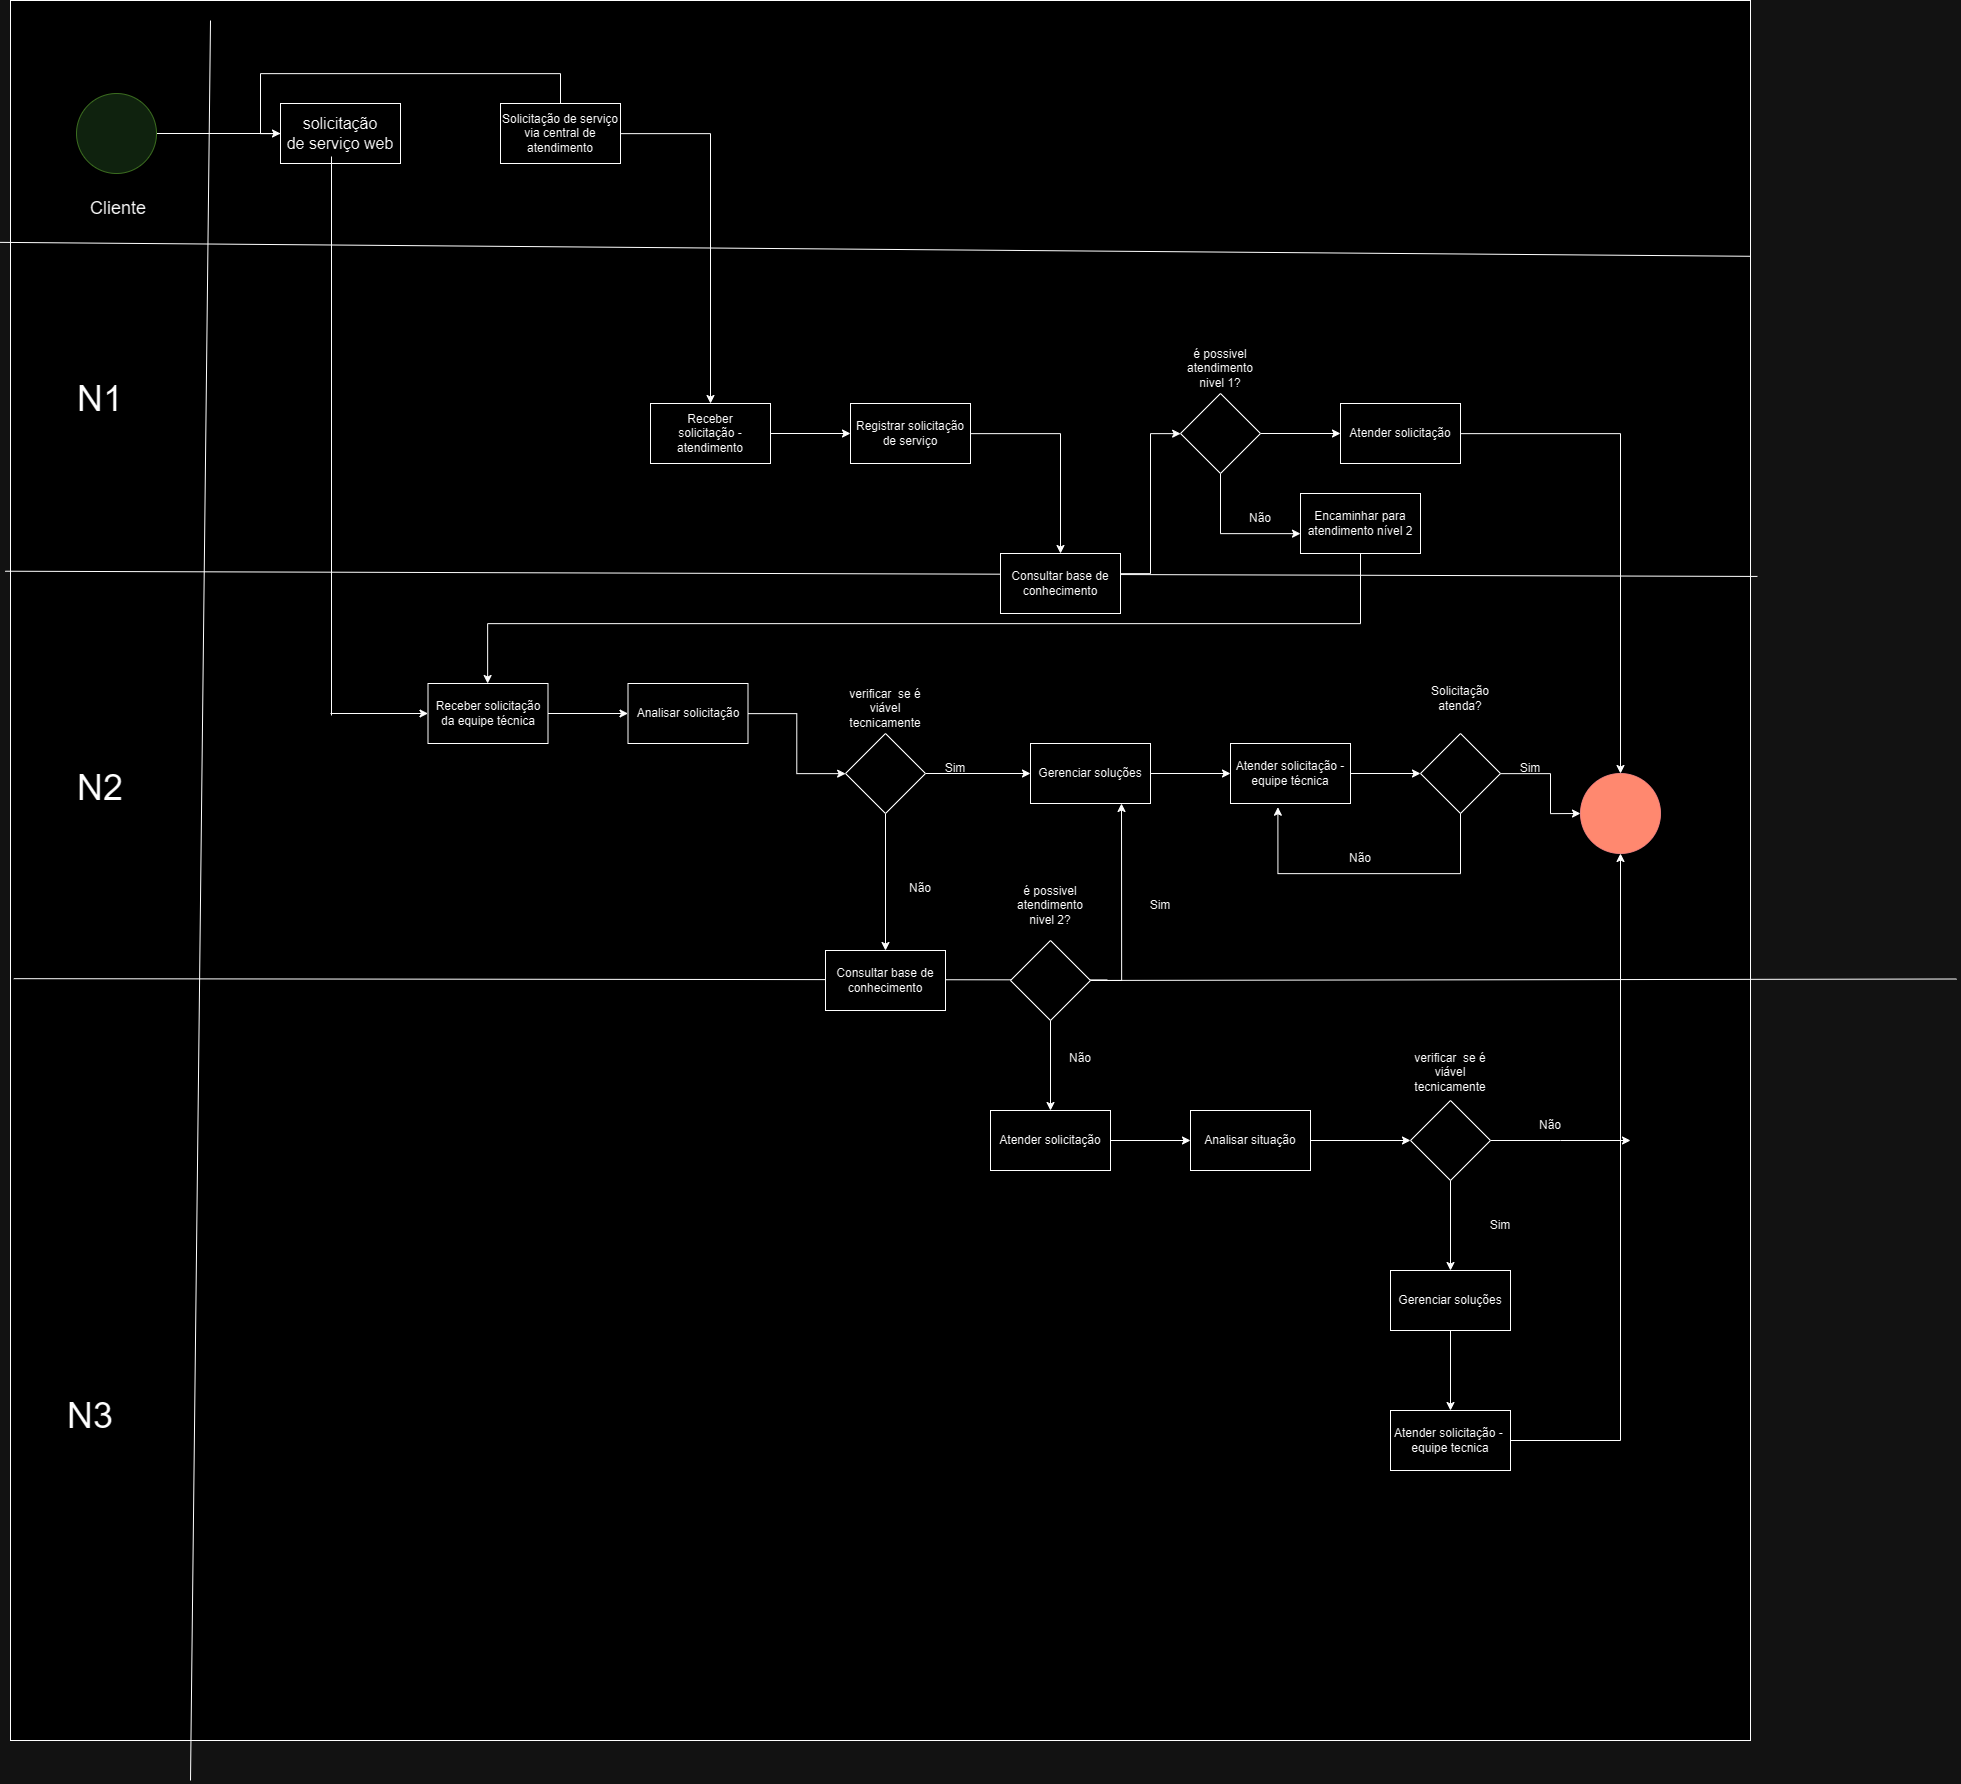 Cliente
solicitação
de serviço web
Solicitação de serviço
via central de
atendimento
N1
Receber
solicitação -
atendimento
Registrar solicitação
de serviço
Consultar base de
conhecimento
é possivel
atendimento
nivel 1?
Atender solicitação
Não
Encaminhar para
atendimento nível 2
N2
Receber solicitação
da equipe técnica
Analisar solicitação
verificar  se é
viável
tecnicamente
Sim
Gerenciar soluções
Atender solicitação -
equipe técnica
Solicitação
atenda?
Sim
Não
Não
Consultar base de
conhecimento
é possivel
atendimento
nivel 2?
Sim
Não
N3
Atender solicitação
Analisar situação
verificar  se é
viável
tecnicamente
Não
Sim
Gerenciar soluções
Atender solicitação -
equipe tecnica